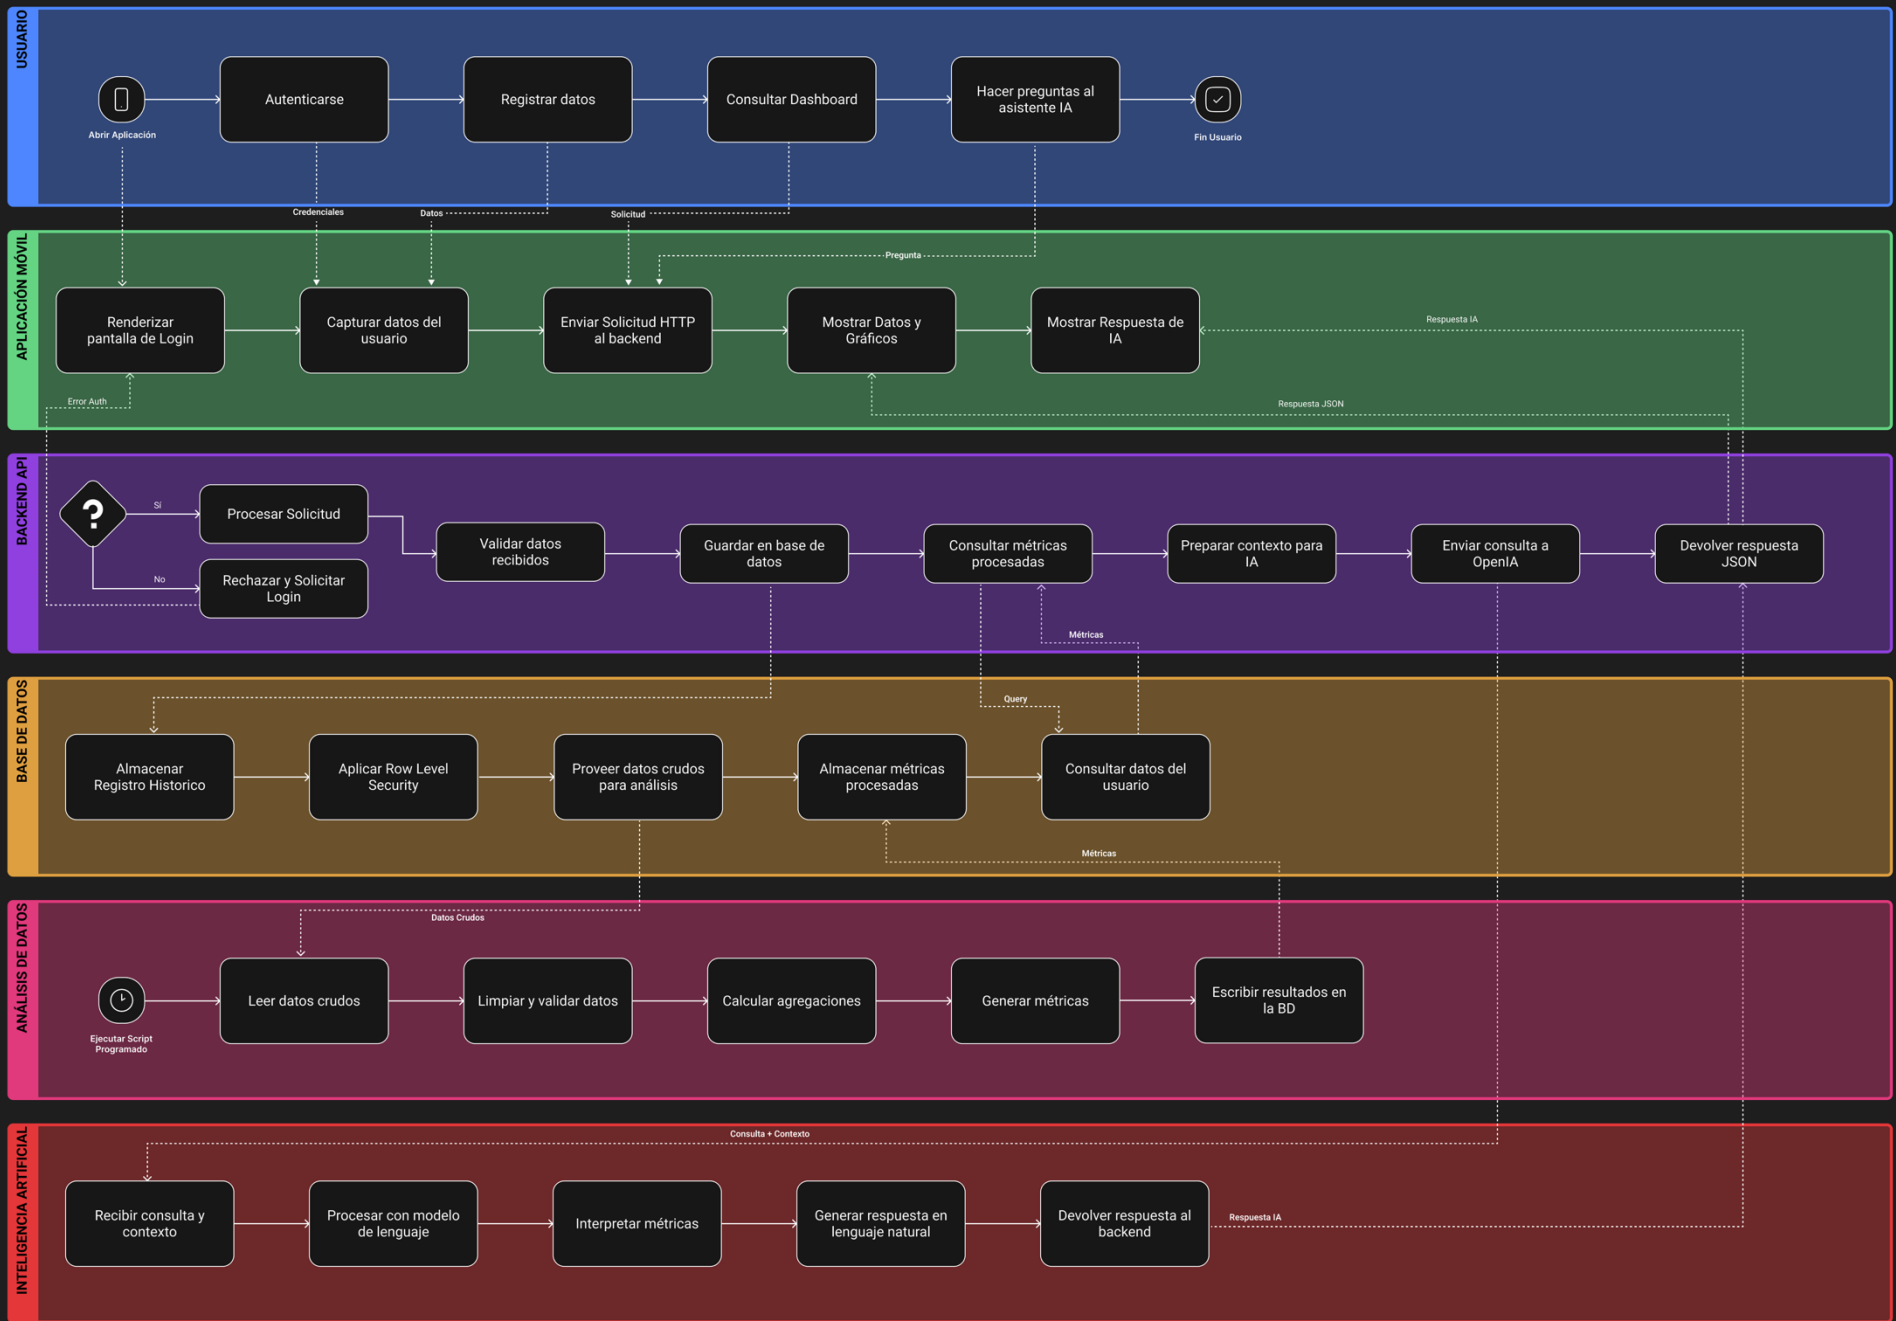 USUARIO
Abrir Aplicación
Autenticarse
Registrar datos
Consultar Dashboard
Hacer preguntas al
asistente IA
Fin Usuario
Credenciales
Datos
Solicitud
Pregunta
APLICACIÓN MÓVIL
Renderizar
pantalla de Login
Capturar datos del
usuario
Enviar Solicitud HTTP
al backend
Mostrar Datos y
Gráficos
Mostrar Respuesta de
IA
Respuesta IA
Error Auth
Respuesta JSON
BACKEND API
?
Sí
No
Procesar Solicitud
Rechazar y Solicitar
Login
Validar datos
recibidos
Guardar en base de
datos
Consultar métricas
procesadas
Preparar contexto para
IA
Enviar consulta a
OpenIA
Devolver respuesta
JSON
Métricas
BASE DE DATOS
Query
Almacenar
Registro Historico
Aplicar Row Level
Security
Proveer datos crudos
para análisis
Almacenar métricas
procesadas
Consultar datos del
usuario
Métricas
ANÁLISIS DE DATOS
Datos Crudos
Ejecutar Script
Programado
Leer datos crudos
Limpiar y validar datos
Calcular agregaciones
Generar métricas
Escribir resultados en
la BD
INTELIGENCIA ARTIFICIAL
Consulta + Contexto
Recibir consulta y
contexto
Procesar con modelo
de lenguaje
Interpretar métricas
Generar respuesta en
lenguaje natural
Devolver respuesta al
backend
Respuesta IA